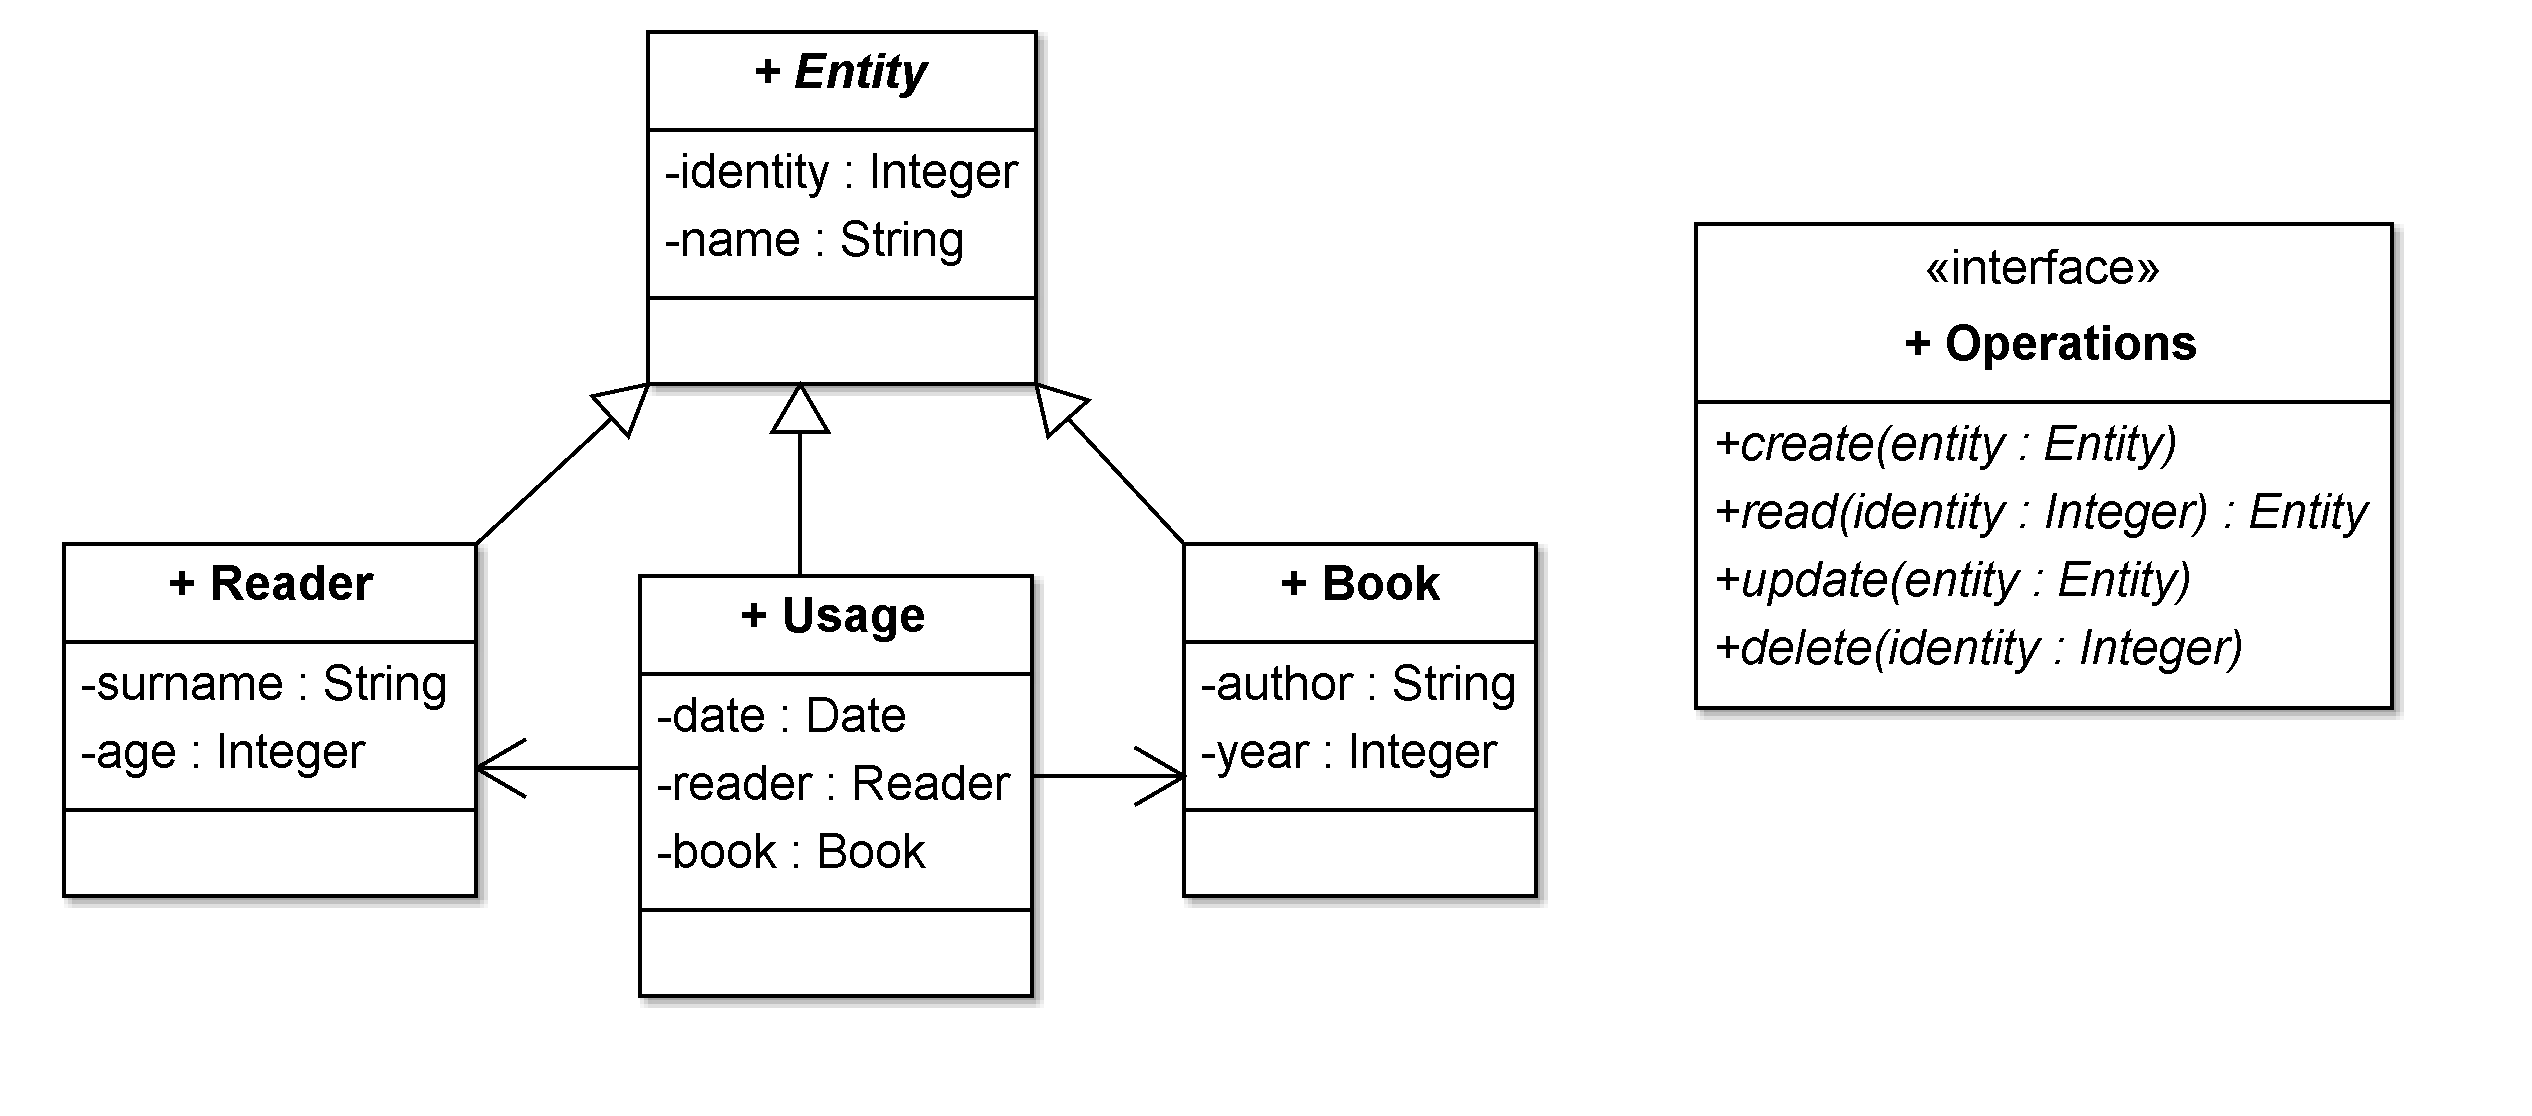 + Entity
-identity : Integer
-name : String
«interface»
+ Operations
+create(entity : Entity)
+read(identity : Integer) : Entity
+update(entity : Entity)
+delete(identity : Integer)
+ Reader
-surname : String
-age : Integer
+ Usage
-date : Date
-reader : Reader
-book : Book
+ Book
-author : String
-year : Integer